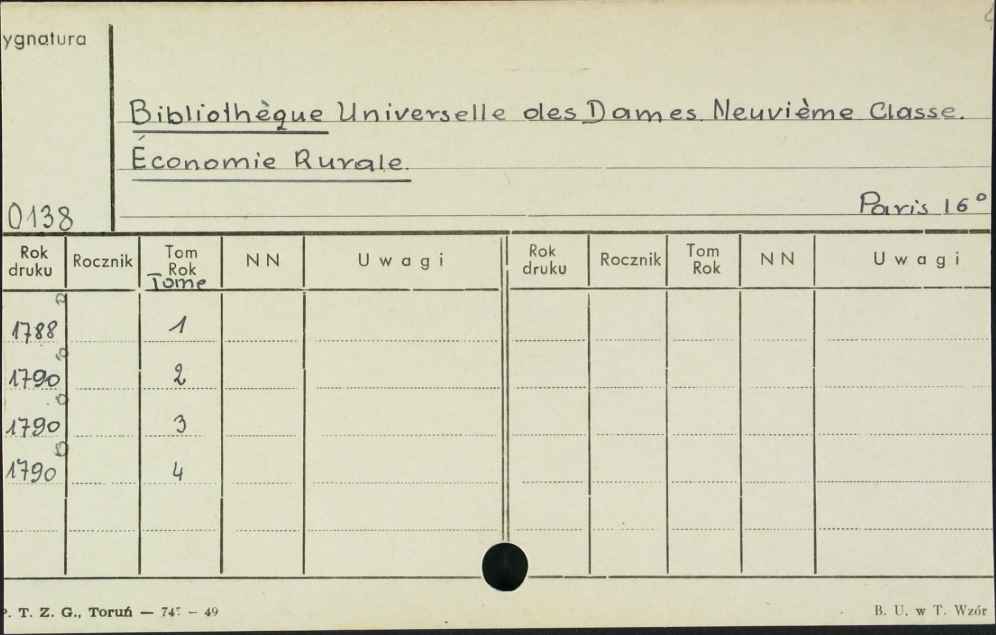 ygnatura
Bibliothèque Universelle des Dames Neuvième Classe.
Économie Rurale.
0138
Paris 16°
Rok druku Rocznik Tom Rok NN Uwagi Rok druku Rocznik Tom Rok NN Uwagi
Tome
1788 1
1790 2
1790 3
1790 4
. T. Z. G., Toruń — 49
B. U. w T. Wzór